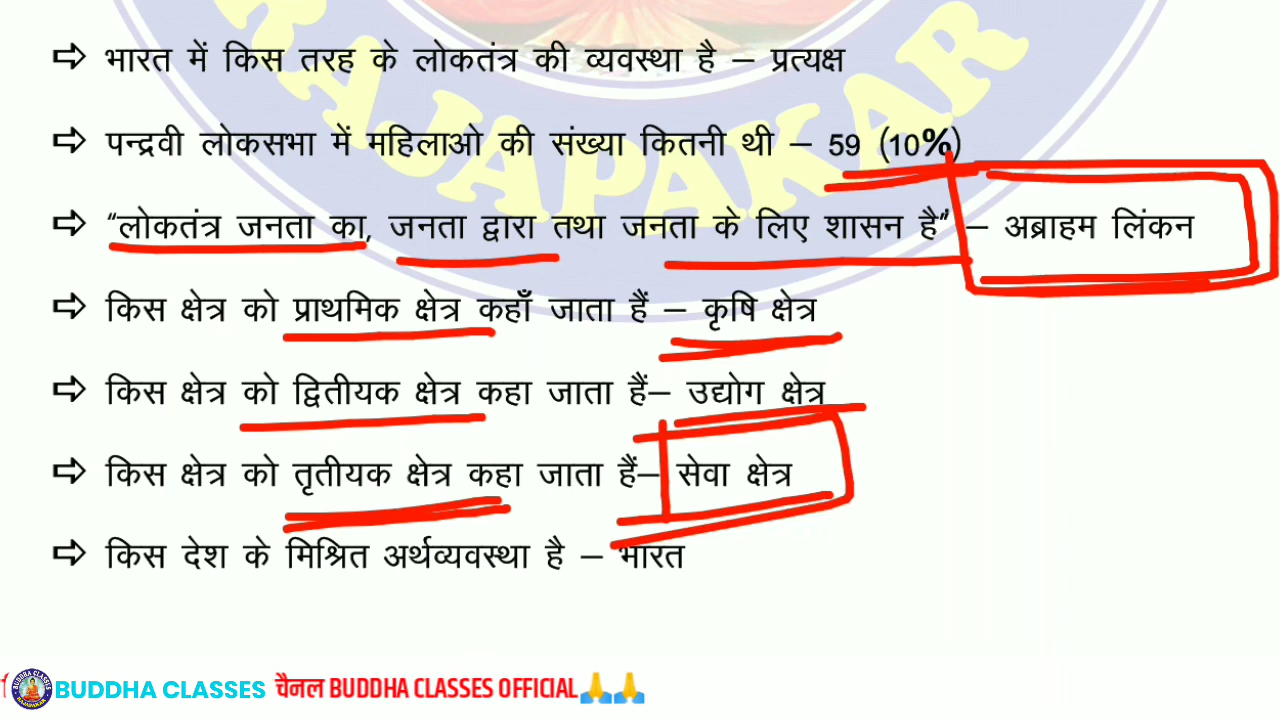 RAJAPAKAR
⇨ भारत में किस तरह के लोकतंत्र की व्यवस्था है – प्रत्यक्ष
⇨ पन्द्रवी लोकसभा में महिलाओ की संख्या कितनी थी – 59 (10%)
⇨ “लोकतंत्र जनता का, जनता द्वारा तथा जनता के लिए शासन है” – अब्राहम लिंकन
⇨ किस क्षेत्र को प्राथमिक क्षेत्र कहाँ जाता हैं – कृषि क्षेत्र
⇨ किस क्षेत्र को द्वितीयक क्षेत्र कहा जाता हैं– उद्योग क्षेत्र
⇨ किस क्षेत्र को तृतीयक क्षेत्र कहा जाता हैं– सेवा क्षेत्र
⇨ किस देश के मिश्रित अर्थव्यवस्था है – भारत
BUDDHA CLASSES चैनल BUDDHA CLASSES OFFICIAL🙏🙏